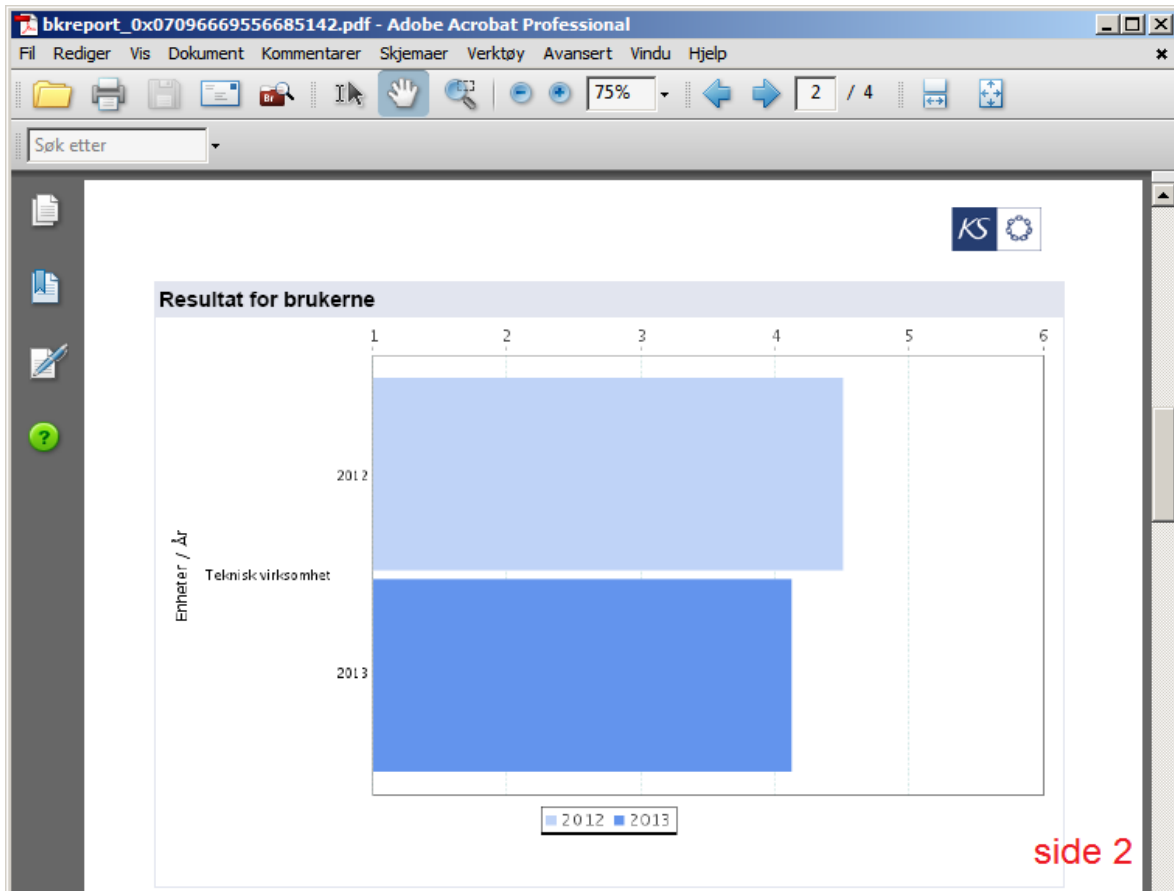 bkreport_0x07096669556685142.pdf - Adobe Acrobat Professional
Fil Rediger Vis Dokument Kommentarer Skjemaer Verktøy Avansert Vindu Hjelp
Br 75% 2 / 4
Søk etter
KS
Resultat for brukerne
1 2 3 4 5 6
2012
Enheter / År
Teknisk virksomhet
2013
2012 2013
side 2